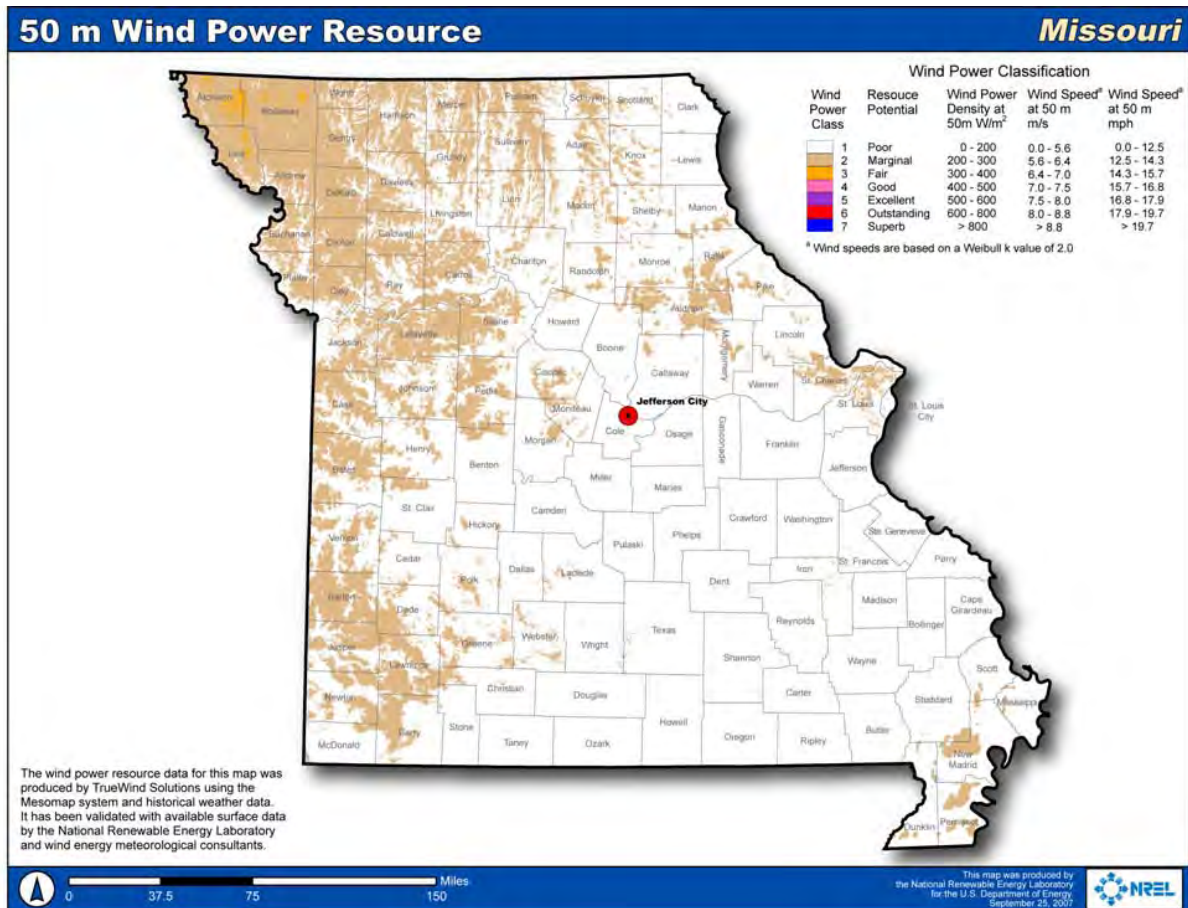 50 m Wind Power Resource
Missouri
Wind Power Classification
Wind Power Class
Resouce Potential
Wind Power Density at 50m W/m²
Wind Speedª at 50 m m/s
Wind Speedª at 50 m mph
1 Poor 0 - 200 0.0 - 5.6 0.0 - 12.5
2 Marginal 200 - 300 5.6 - 6.4 12.5 - 14.3
3 Fair 300 - 400 6.4 - 7.0 14.3 - 15.7
4 Good 400 - 500 7.0 - 7.5 15.7 - 16.8
5 Excellent 500 - 600 7.5 - 8.0 16.8 - 17.9
6 Outstanding 600 - 800 8.0 - 8.8 17.9 - 19.7
7 Superb > 800 > 8.8 > 19.7
ª Wind speeds are based on a Weibull k value of 2.0
Atchison
Nodaway
Worth
Harrison
Mercer
Putnam
Schuyler
Scotland
Clark
Gentry
Sullivan
Adair
Knox
Lewis
Holt
Grundy
Andrew
DeKalb
Daviess
Linn
Macon
Shelby
Marion
Livingston
Buchanan
Clinton
Caldwell
Chariton
Randolph
Monroe
Ralls
Pike
Platte
Clay
Ray
Carroll
Saline
Howard
Audrain
Lincoln
Jackson
Lafayette
Boone
Montgomery
Callaway
Warren
St. Charles
Cooper
Johnson
Pettis
Cass
Jefferson City
Moniteau
St. Louis
St. Louis
City
Cole
Osage
Gasconade
Franklin
Morgan
Henry
Benton
Jefferson
Bates
Miller
Maries
St. Clair
Camden
Crawford
Washington
Hickory
Phelps
Ste. Genevieve
Vernon
Pulaski
Cedar
St. Francois
Perry
Dallas
Laclede
Iron
Polk
Dent
Barton
Dade
Madison
Cape
Girardeau
Reynolds
Bollinger
Texas
Webster
Greene
Wright
Jasper
Shannon
Wayne
Lawrence
Scott
Christian
Newton
Douglas
Carter
Stoddard
Mississippi
Howell
Stone
Barry
Butler
McDonald
Taney
Ozark
Oregon
Ripley
New
Madrid
Dunklin
Pemiscot
The wind power resource data for this map was
produced by TrueWind Solutions using the
Mesomap system and historical weather data.
It has been validated with available surface data
by the National Renewable Energy Laboratory
and wind energy meteorological consultants.
Miles
0 37.5 75 150
This map was produced by
the National Renewable Energy Laboratory
for the U.S. Department of Energy.
September 25, 2007
NREL